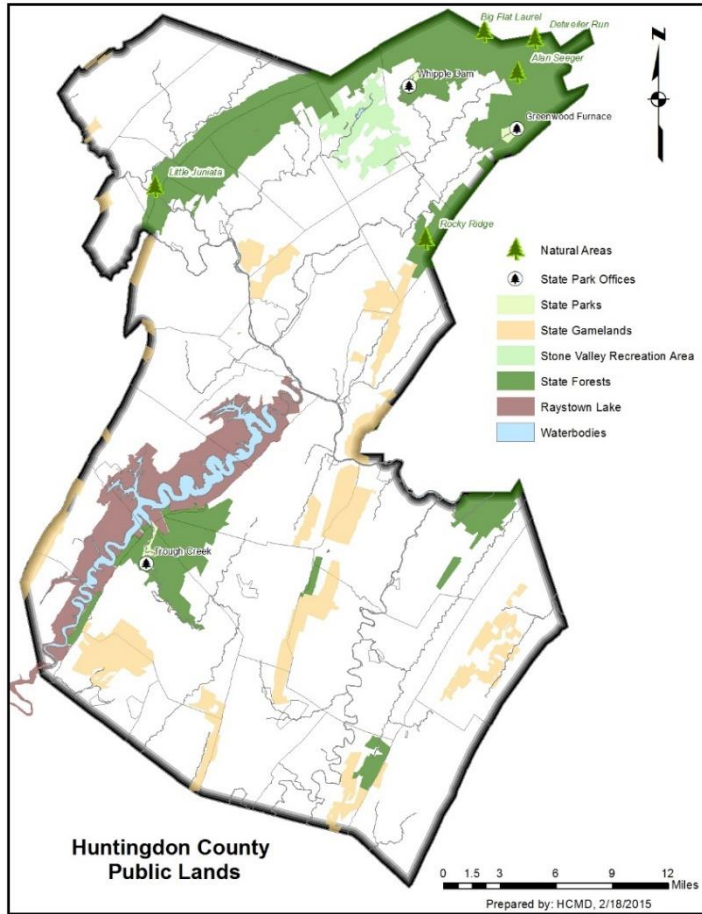 Big Flat Laurel
Detweiler Run
Alan Seeger
Whipple Dam
Greenwood Furnace
Little Juniata
Rocky Ridge
N
Natural Areas
State Park Offices
State Parks
State Gamelands
Stone Valley Recreation Area
State Forests
Raystown Lake
Waterbodies
Trough Creek
Huntingdon County
Public Lands
0 1.5 3 6 9 12
Miles
Prepared by: HCMD, 2/18/2015